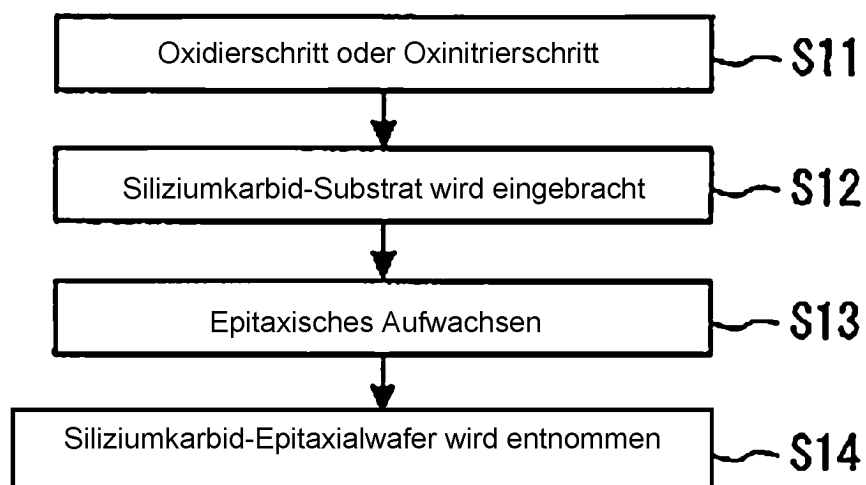 Oxidierschritt oder Oxinitrierschritt S11
Siliziumkarbid-Substrat wird eingebracht S12
Epitaxisches Aufwachsen S13
Siliziumkarbid-Epitaxialwafer wird entnommen S14